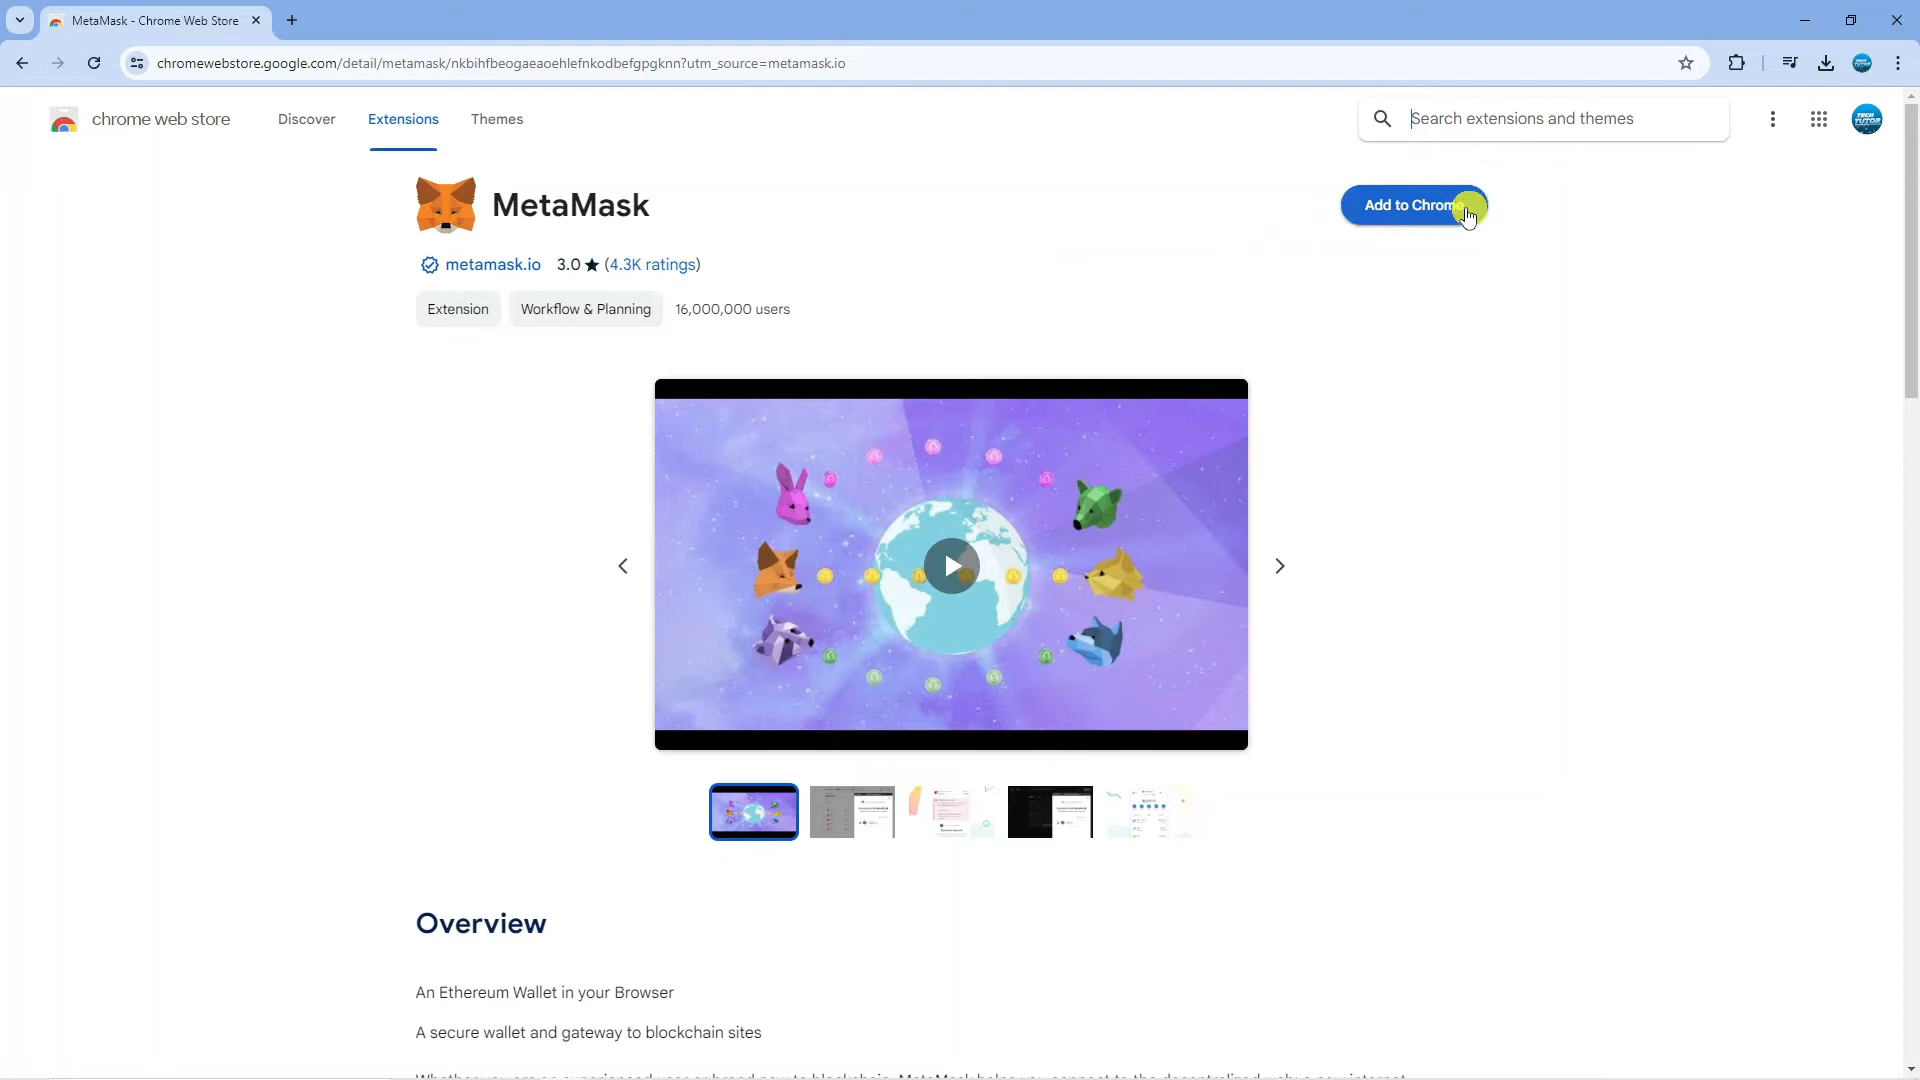 MetaMask - Chrome Web Store
chromewebstore.google.com/detail/metamask/nkbihfbeogaeaoehlefnkodbefgpgknn?utm_source=metamask.io
chrome web store
Discover
Extensions
Themes
Search extensions and themes
TECH TUTOR
MetaMask
Add to Chrome
metamask.io
3.0 ★ (4.3K ratings)
Extension
Workflow & Planning
16,000,000 users
Overview
An Ethereum Wallet in your Browser
A secure wallet and gateway to blockchain sites